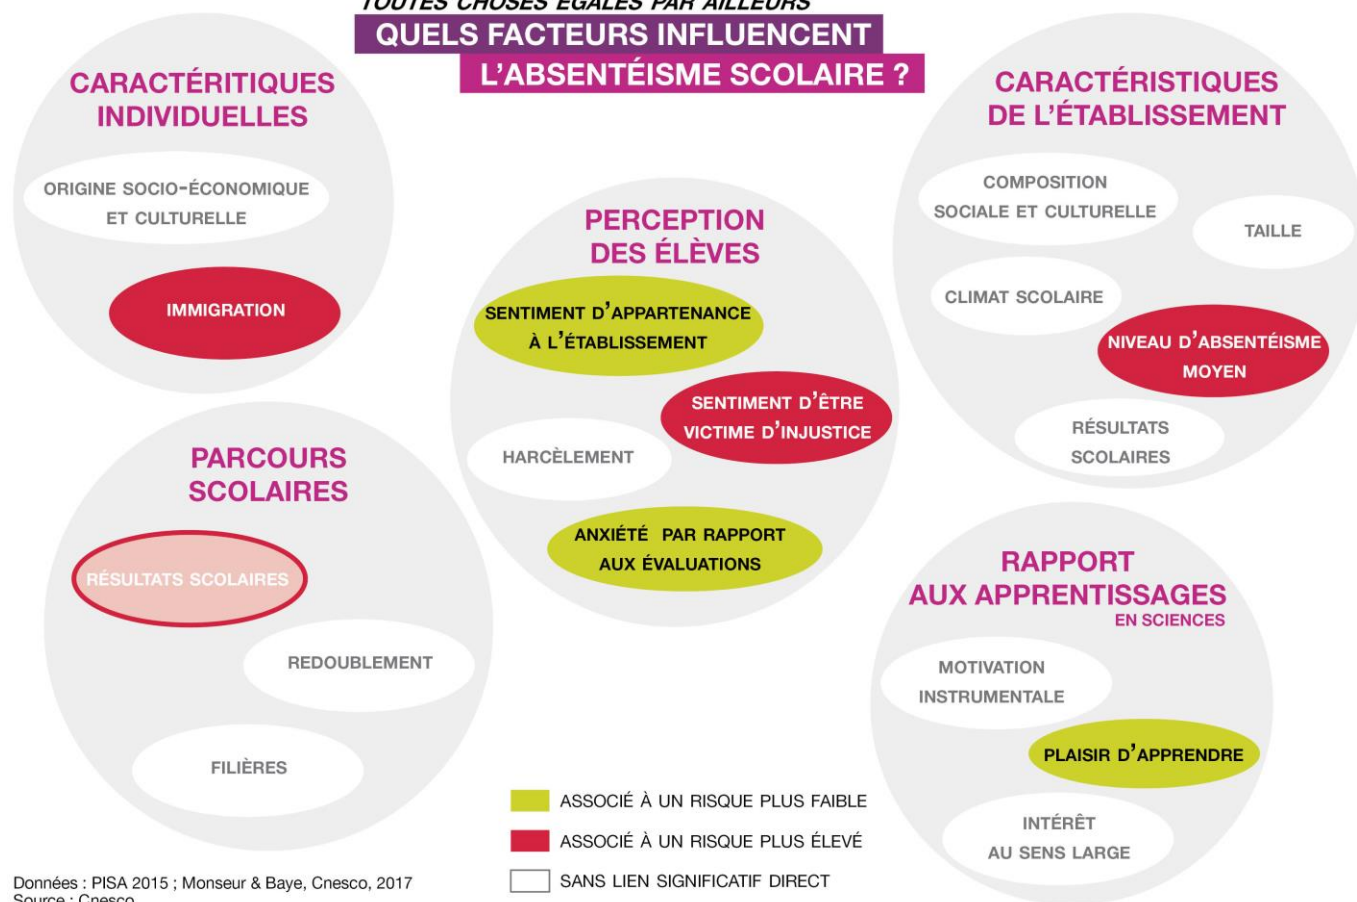 TOUTES CHOSES ÉGALES PAR AILLEURS
QUELS FACTEURS INFLUENCENT
L'ABSENTÉISME SCOLAIRE ?
CARACTÉRITIQUES
INDIVIDUELLES
ORIGINE SOCIO-ÉCONOMIQUE
ET CULTURELLE
IMMIGRATION
PARCOURS
SCOLAIRES
RÉSULTATS SCOLAIRES
REDOUBLEMENT
FILIÈRES
PERCEPTION
DES ÉLÈVES
SENTIMENT D'APPARTENANCE
À L'ÉTABLISSEMENT
SENTIMENT D'ÊTRE
VICTIME D'INJUSTICE
HARCÈLEMENT
ANXIÉTÉ PAR RAPPORT
AUX ÉVALUATIONS
CARACTÉRISTIQUES
DE L'ÉTABLISSEMENT
COMPOSITION
SOCIALE ET CULTURELLE
TAILLE
CLIMAT SCOLAIRE
NIVEAU D'ABSENTÉISME
MOYEN
RÉSULTATS
SCOLAIRES
RAPPORT
AUX APPRENTISSAGES
EN SCIENCES
MOTIVATION
INSTRUMENTALE
PLAISIR D'APPRENDRE
INTÉRÊT
AU SENS LARGE
ASSOCIÉ À UN RISQUE PLUS FAIBLE
ASSOCIÉ À UN RISQUE PLUS ÉLEVÉ
SANS LIEN SIGNIFICATIF DIRECT
Données : PISA 2015 ; Monseur & Baye, Cnesco, 2017
Source : Cnesco